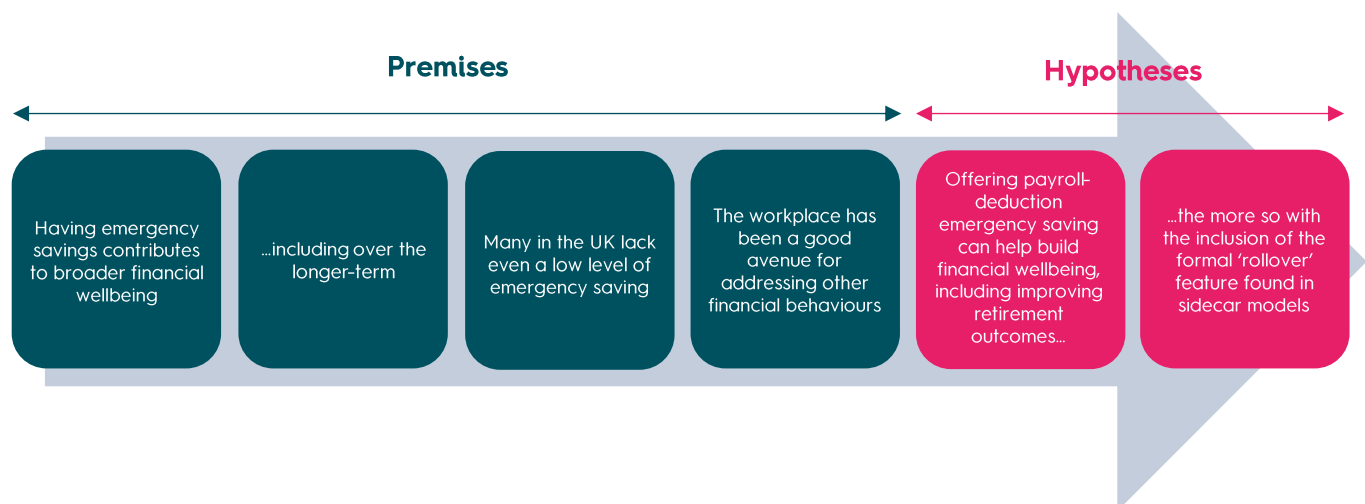 Premises
Hypotheses
Having emergency
savings contributes
to broader financial
wellbeing
...including over the
longer-term
Many in the UK lack
even a low level of
emergency saving
The workplace has
been a good
avenue for
addressing other
financial behaviours
Offering payroll-
deduction
emergency saving
can help build
financial wellbeing,
including improving
retirement
outcomes...
...the more so with
the inclusion of the
formal ‘rollover’
feature found in
sidecar models